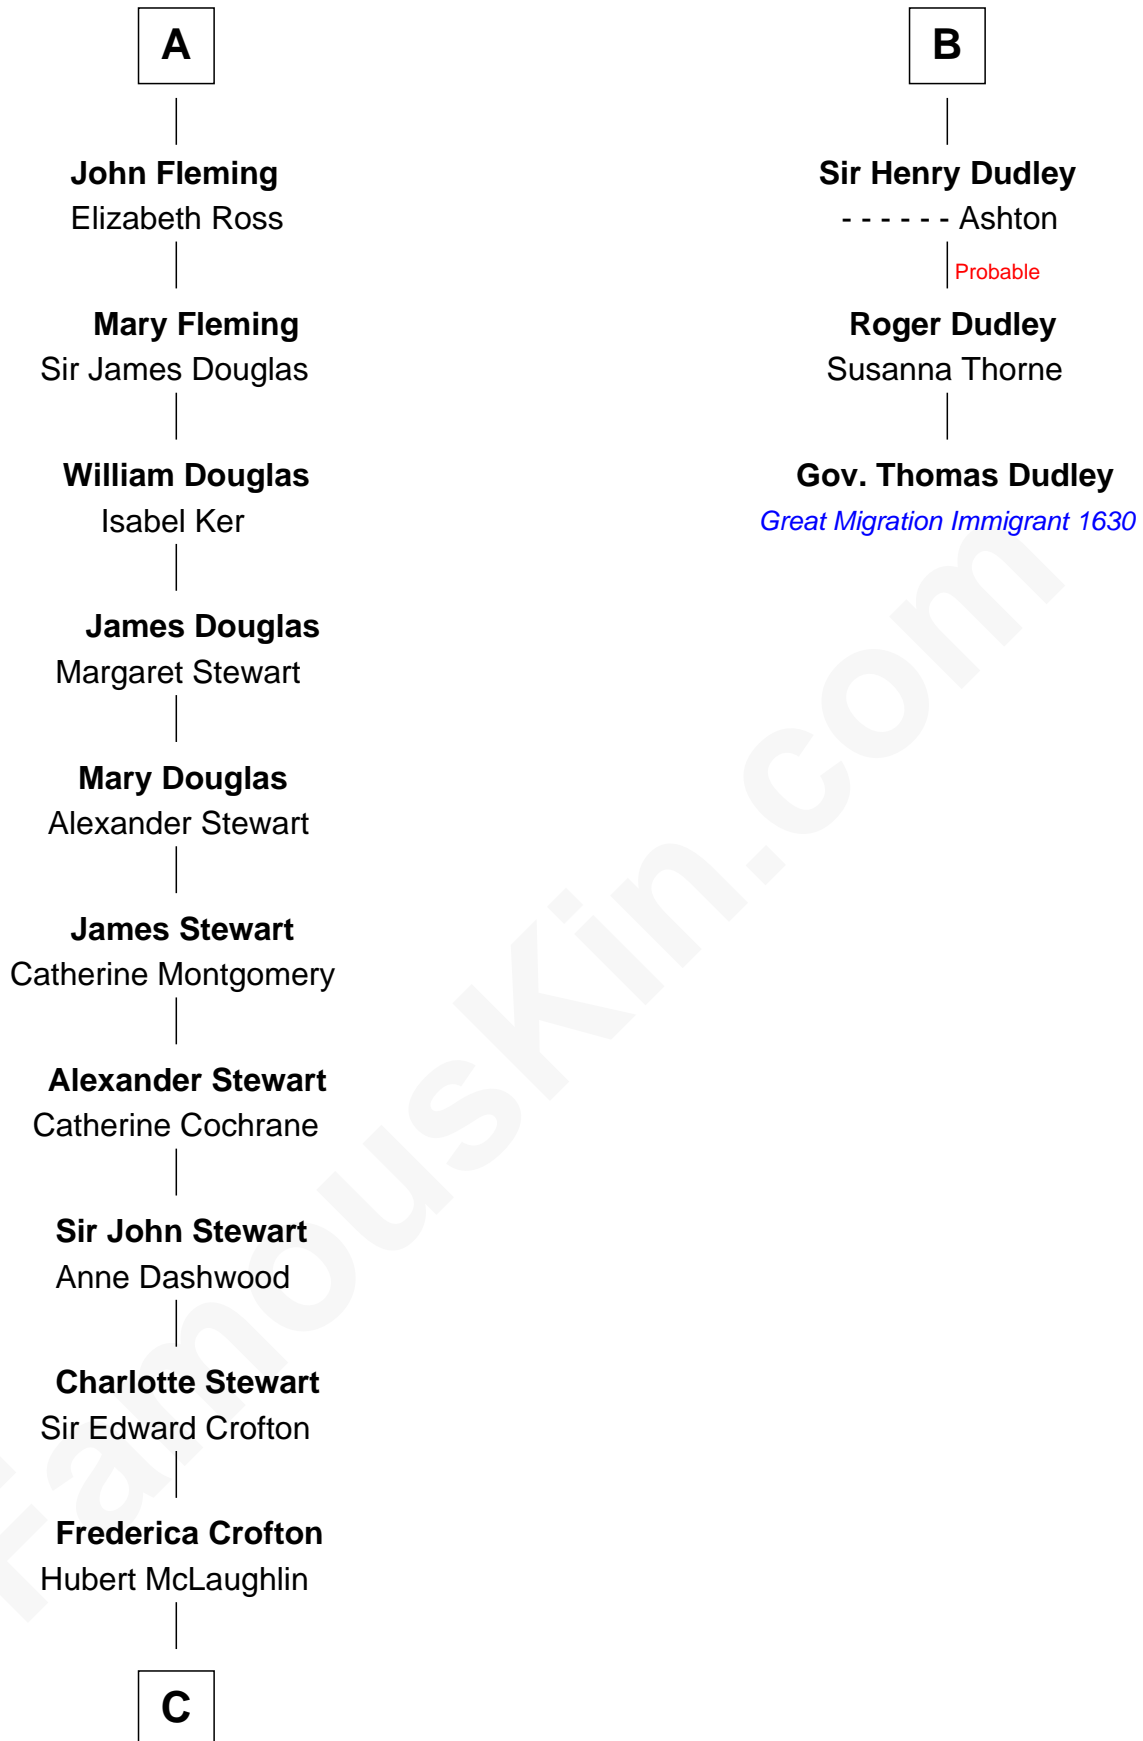 A
John Fleming
Elizabeth Ross
Mary Fleming
Sir James Douglas
William Douglas
Isabel Ker
James Douglas
Margaret Stewart
Mary Douglas
Alexander Stewart
James Stewart
Catherine Montgomery
Alexander Stewart
Catherine Cochrane
Sir John Stewart
Anne Dashwood
Charlotte Stewart
Sir Edward Crofton
Frederica Crofton
Hubert McLaughlin
C
B
Sir Henry Dudley
- - - - - - Ashton
Probable
Roger Dudley
Susanna Thorne
Gov. Thomas Dudley
Great Migration Immigrant 1630
FamousKin.com